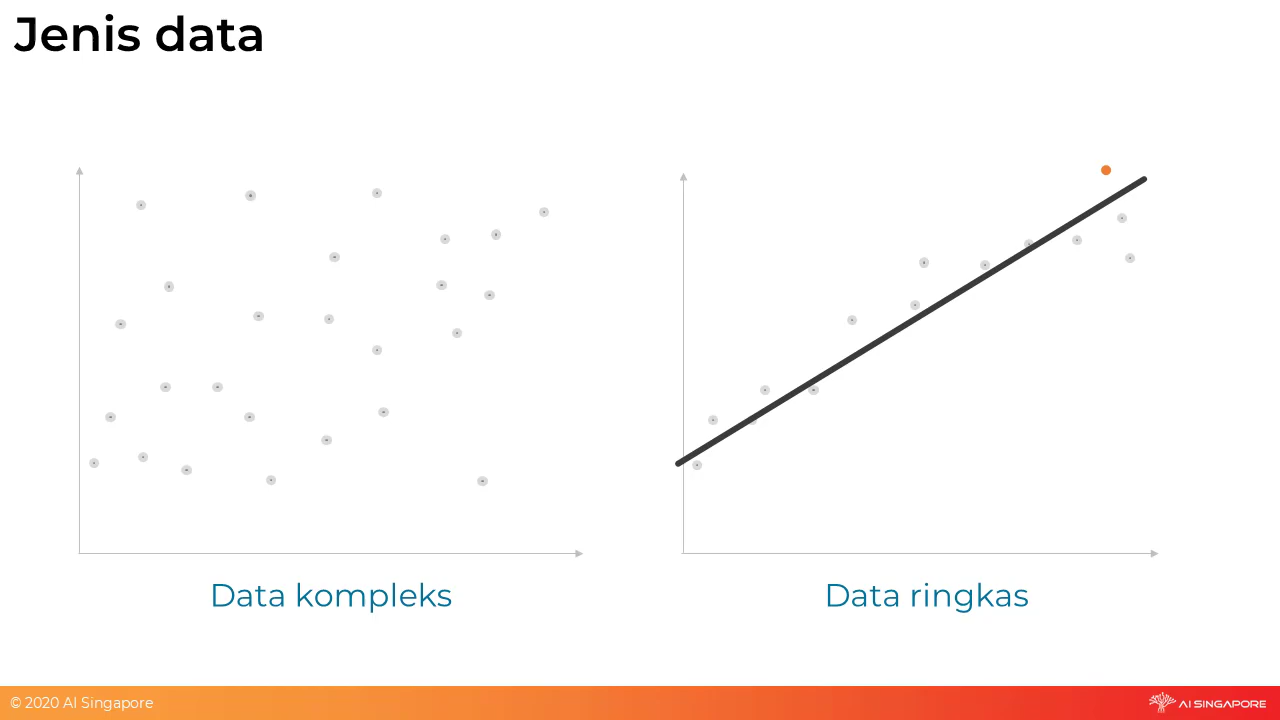 Jenis data
Data kompleks
Data ringkas
© 2020 AI Singapore
AI SINGAPORE